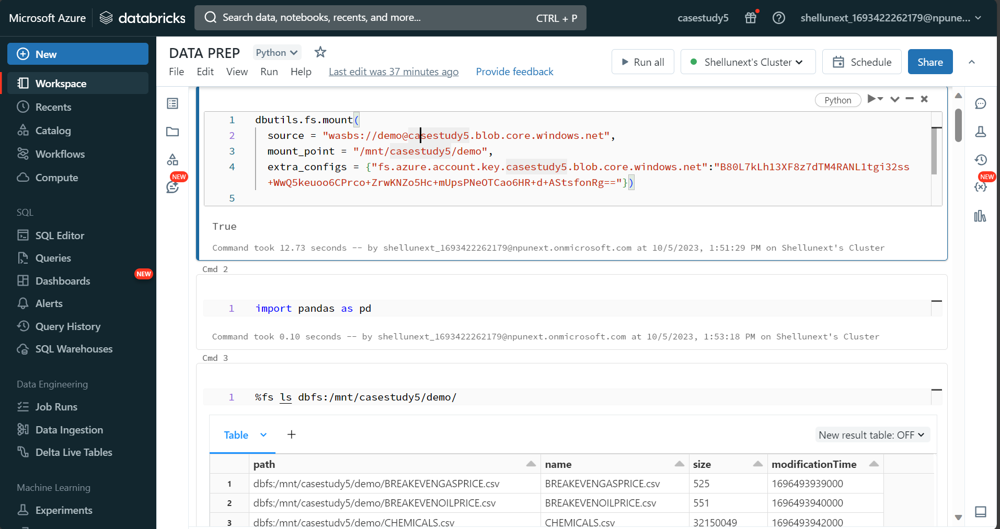 Microsoft Azure databricks Search data, notebooks, recents, and more... CTRL + P casestudy5 shellunext_1693422262179@npune...
New
Workspace
Recents
Catalog
Workflows
Compute
SQL
SQL Editor
Queries
Dashboards NEW
Alerts
Query History
SQL Warehouses
Data Engineering
Job Runs
Data Ingestion
Delta Live Tables
Machine Learning
Experiments
DATA PREP Python
File Edit View Run Help Last edit was 37 minutes ago Provide feedback
Run all Shellunext's Cluster Schedule Share
NEW
Python
1 dbutils.fs.mount(
2 source = "wasbs://demo@casestudy5.blob.core.windows.net",
3 mount_point = "/mnt/casestudy5/demo",
4 extra_configs = {"fs.azure.account.key.casestudy5.blob.core.windows.net":"B80L7kLh13XF8z7dTM4RANL1tgi32ss
+WwQ5keuoo6CPrco+ZrwKNZo5Hc+mUpsPNeOTCao6HR+d+AStsfonRg=="})
5
True
Command took 12.73 seconds -- by shellunext_1693422262179@npunext.onmicrosoft.com at 10/5/2023, 1:51:29 PM on Shellunext's Cluster
Cmd 2
1 import pandas as pd
Command took 0.10 seconds -- by shellunext_1693422262179@npunext.onmicrosoft.com at 10/5/2023, 1:53:18 PM on Shellunext's Cluster
Cmd 3
1 %fs ls dbfs:/mnt/casestudy5/demo/
Table + New result table: OFF
path name size modificationTime
1 dbfs:/mnt/casestudy5/demo/BREAKEVENGASPRICE.csv BREAKEVENGASPRICE.csv 525 1696493939000
2 dbfs:/mnt/casestudy5/demo/BREAKEVENOILPRICE.csv BREAKEVENOILPRICE.csv 551 1696493940000
3 dbfs:/mnt/casestudy5/demo/CHEMICALS.csv CHEMICALS.csv 32150049 1696493942000
NEW